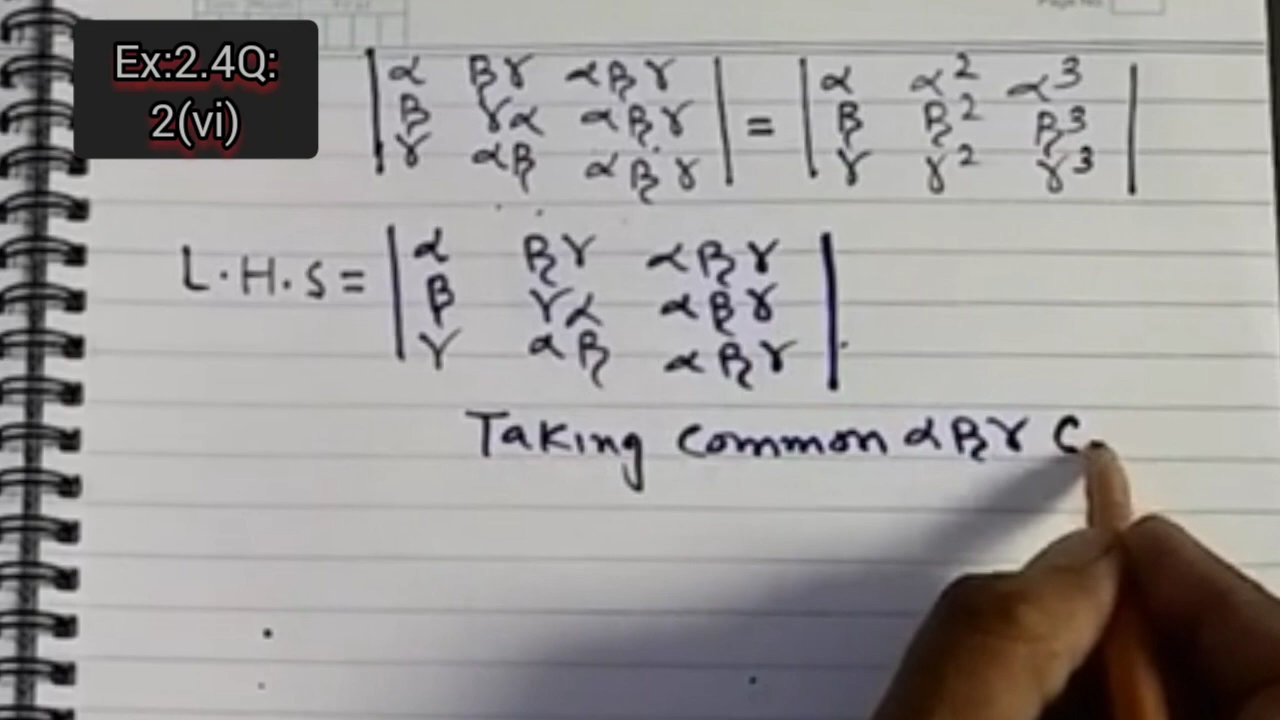 Ex:2.4Q:
2(vi)
| α βγ αβγ | = | α α² α³ |
| β γα αβγ | = | β β² β³ |
| γ αβ αβγ | = | γ γ² γ³ |
L.H.S = | α βγ αβγ |
| β γα αβγ |
| γ αβ αβγ |
Taking common αβγ C